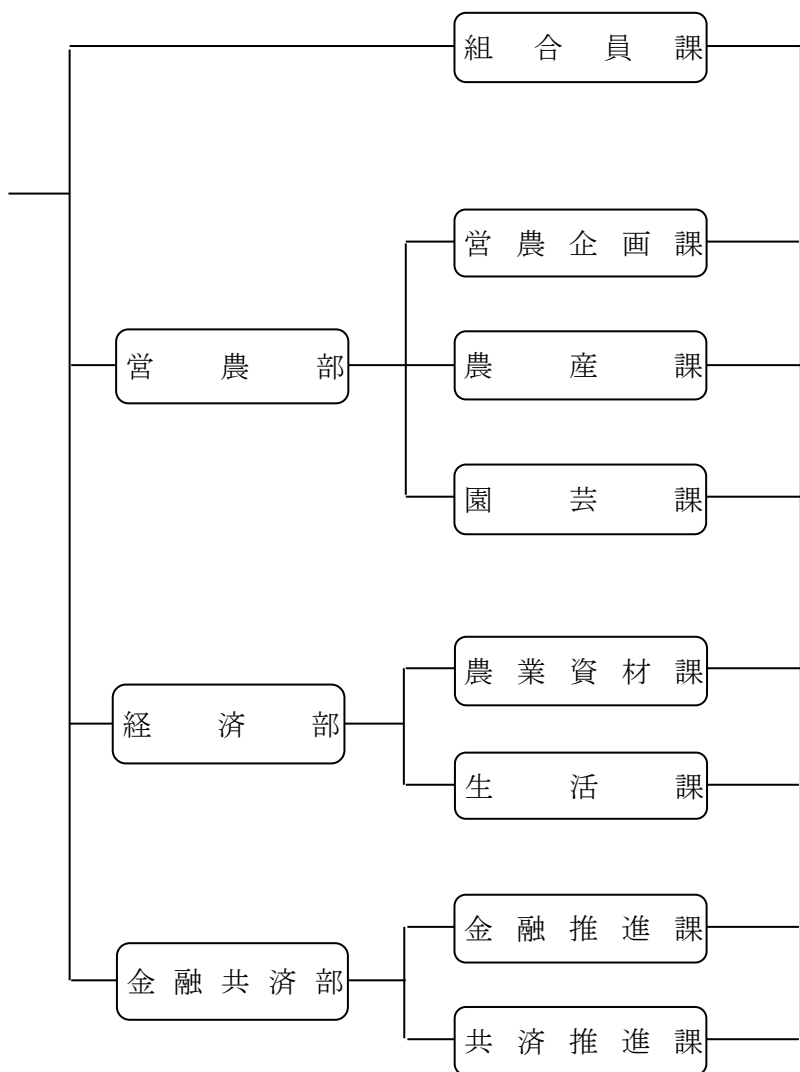 組合員課
営農企画課
営農部
農産課
園芸課
農業資材課
経済部
生活課
金融推進課
金融共済部
共済推進課